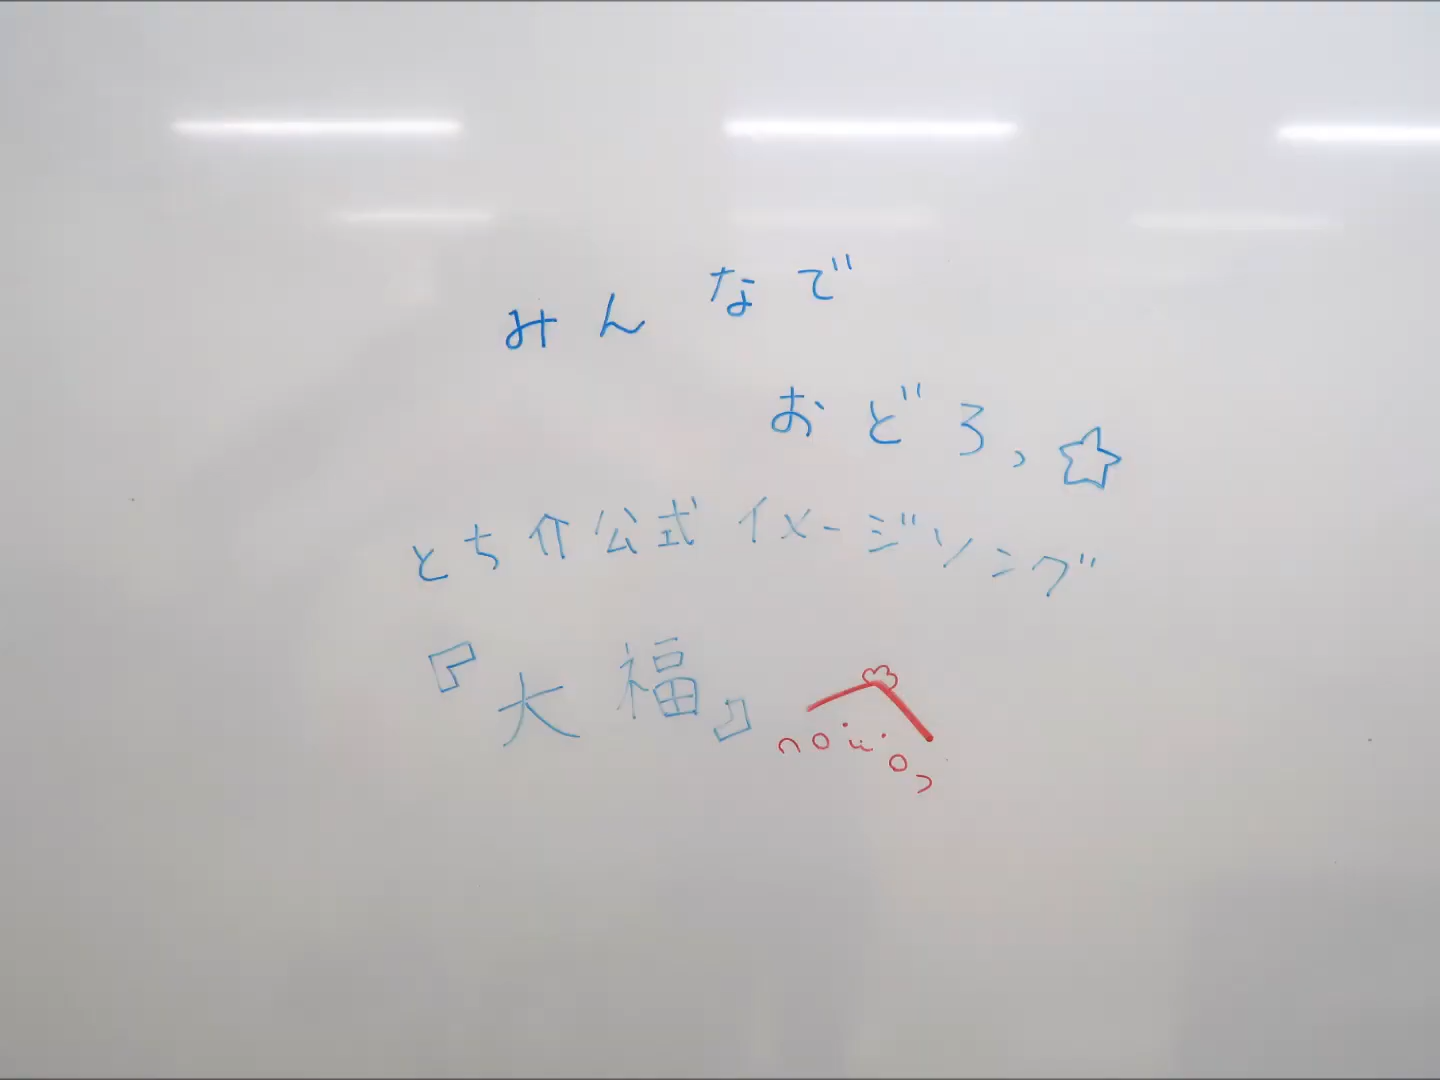 みんなで
おどろ、☆
とち介公式イメージソング
『大福』